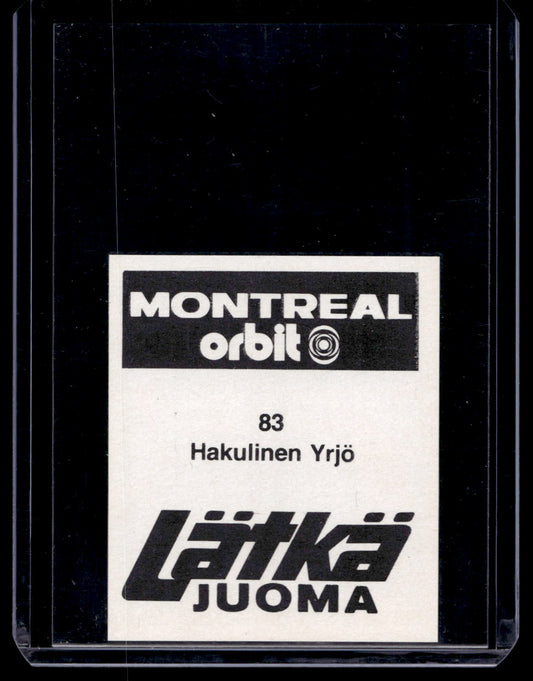 MONTREAL
orbit
83
Hakulinen Yrjö
Lätkä
JUOMA